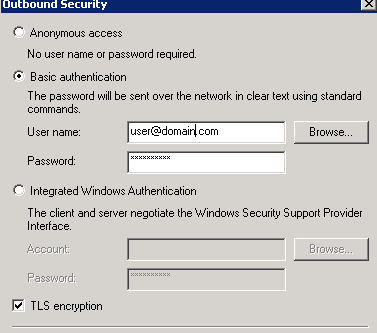 Outbound Security
Anonymous access
No user name or password required.
Basic authentication
The password will be sent over the network in clear text using standard
commands.
User name:
user@domain.com
Browse...
Password:
××××××××××
Integrated Windows Authentication
The client and server negotiate the Windows Security Support Provider
Interface.
Account:
Browse...
Password:
××××××××××
TLS encryption